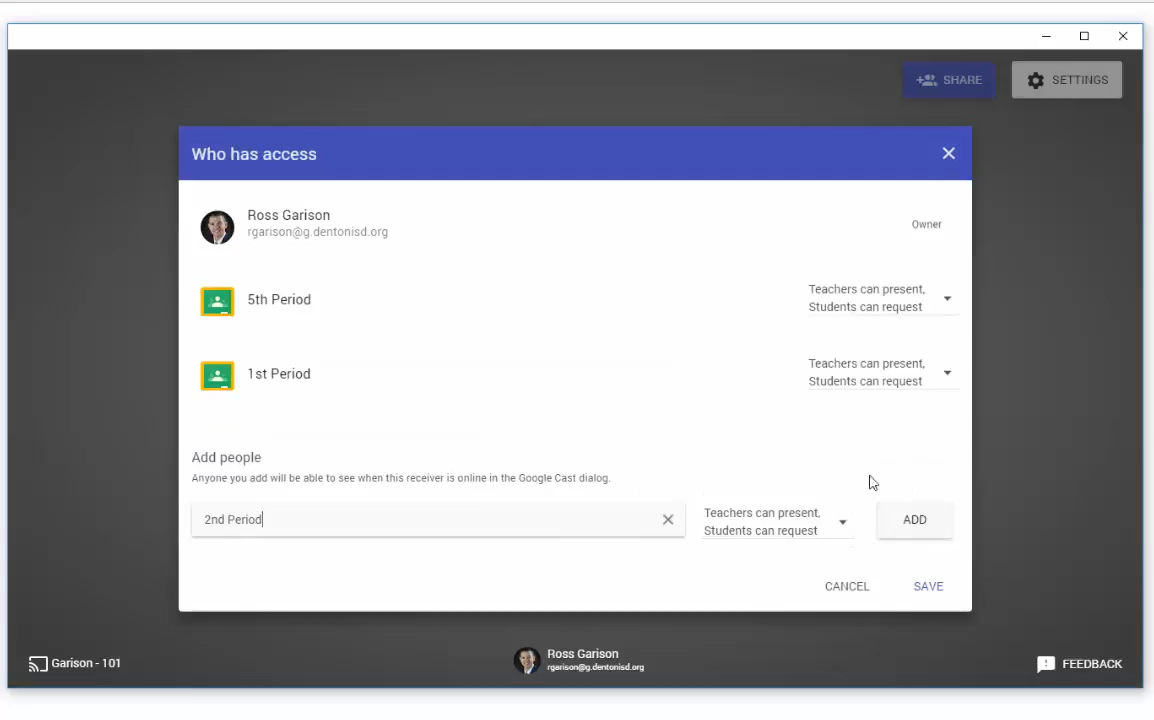 SHARE
SETTINGS
Who has access
Ross Garison
rgarison@g.dentonisd.org
Owner
5th Period
Teachers can present,
Students can request
1st Period
Teachers can present,
Students can request
Add people
Anyone you add will be able to see when this receiver is online in the Google Cast dialog.
2nd Period
Teachers can present,
Students can request
ADD
CANCEL
SAVE
Garison - 101
Ross Garison
rgarison@g.dentonisd.org
FEEDBACK